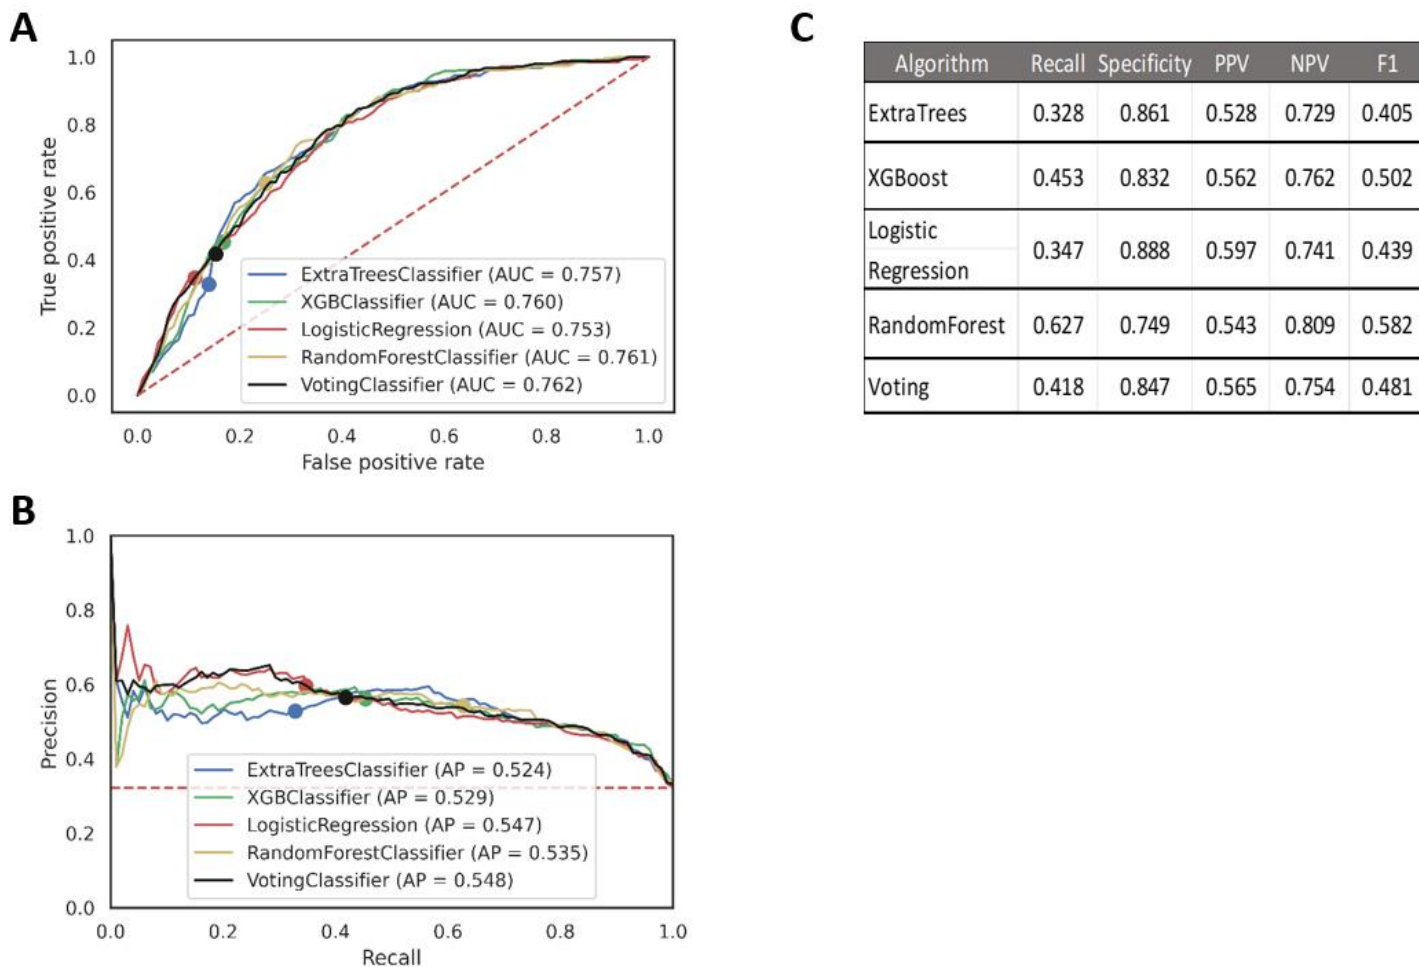 A
1.0
0.8
0.6
0.4
0.2
0.0
True positive rate
ExtraTreesClassifier (AUC = 0.757)
XGBClassifier (AUC = 0.760)
LogisticRegression (AUC = 0.753)
RandomForestClassifier (AUC = 0.761)
VotingClassifier (AUC = 0.762)
0.0 0.2 0.4 0.6 0.8 1.0
False positive rate
B
1.0
0.8
0.6
0.4
0.2
0.0
Precision
ExtraTreesClassifier (AP = 0.524)
XGBClassifier (AP = 0.529)
LogisticRegression (AP = 0.547)
RandomForestClassifier (AP = 0.535)
VotingClassifier (AP = 0.548)
0.0 0.2 0.4 0.6 0.8 1.0
Recall
C
Algorithm Recall Specificity PPV NPV F1
ExtraTrees 0.328 0.861 0.528 0.729 0.405
XGBoost 0.453 0.832 0.562 0.762 0.502
Logistic
Regression 0.347 0.888 0.597 0.741 0.439
RandomForest 0.627 0.749 0.543 0.809 0.582
Voting 0.418 0.847 0.565 0.754 0.481